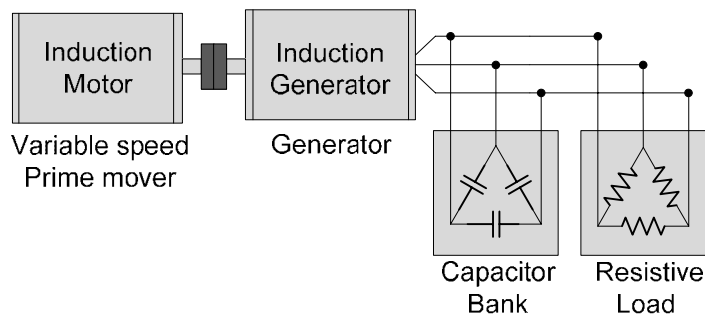 Induction
Motor
Induction
Generator
Variable speed
Prime mover
Generator
Capacitor
Bank
Resistive
Load